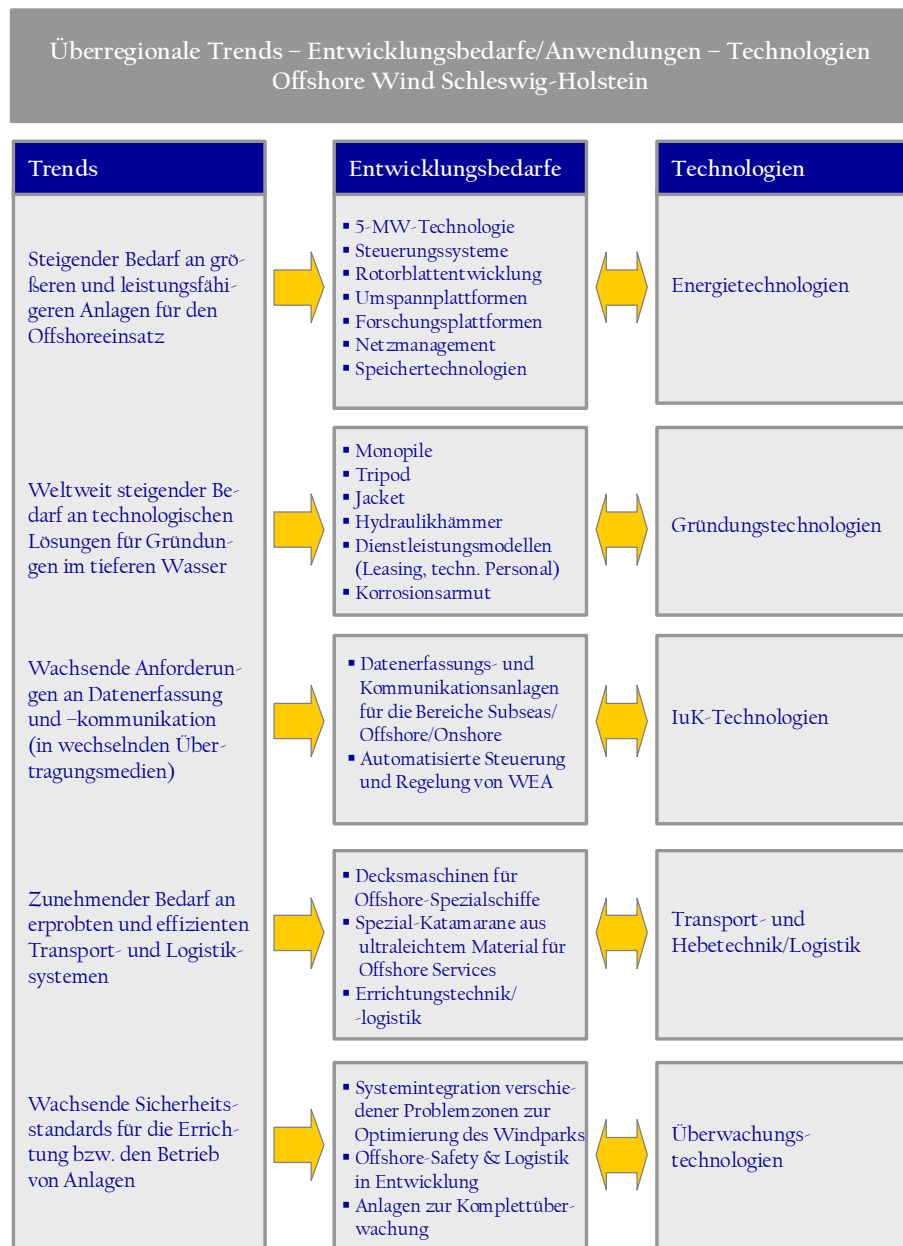 Überregionale Trends – Entwicklungsbedarfe/Anwendungen – Technologien
Offshore Wind Schleswig-Holstein
Trends
Entwicklungsbedarfe
Technologien
Steigender Bedarf an grö-
ßeren und leistungsfähi-
geren Anlagen für den
Offshoreeinsatz
▪ 5-MW-Technologie
▪ Steuerungssysteme
▪ Rotorblattentwicklung
▪ Umspannplattformen
▪ Forschungsplattformen
▪ Netzmanagement
▪ Speichertechnologien
Energietechnologien
Weltweit steigender Be-
darf an technologischen
Lösungen für Gründun-
gen im tieferen Wasser
▪ Monopile
▪ Tripod
▪ Jacket
▪ Hydraulikhämmer
▪ Dienstleistungsmodellen
(Leasing, techn. Personal)
▪ Korrosionsarmut
Gründungstechnologien
Wachsende Anforderun-
gen an Datenerfassung
und –kommunikation
(in wechselnden Über-
tragungsmedien)
▪ Datenerfassungs- und
Kommunikationsanlagen
für die Bereiche Subseas/
Offshore/Onshore
▪ Automatisierte Steuerung
und Regelung von WEA
IuK-Technologien
Zunehmender Bedarf an
erprobten und effizienten
Transport- und Logistik-
systemen
▪ Decksmaschinen für
Offshore-Spezialschiffe
▪ Spezial-Katamarane aus
ultraleichtem Material für
Offshore Services
▪ Errichtungstechnik/
-logistik
Transport- und
Hebetechnik/Logistik
Wachsende Sicherheits-
standards für die Errich-
tung bzw. den Betrieb
von Anlagen
▪ Systemintegration verschie-
dener Problemzonen zur
Optimierung des Windparks
▪ Offshore-Safety & Logistik
in Entwicklung
▪ Anlagen zur Komplettüber-
wachung
Überwachungs-
technologien